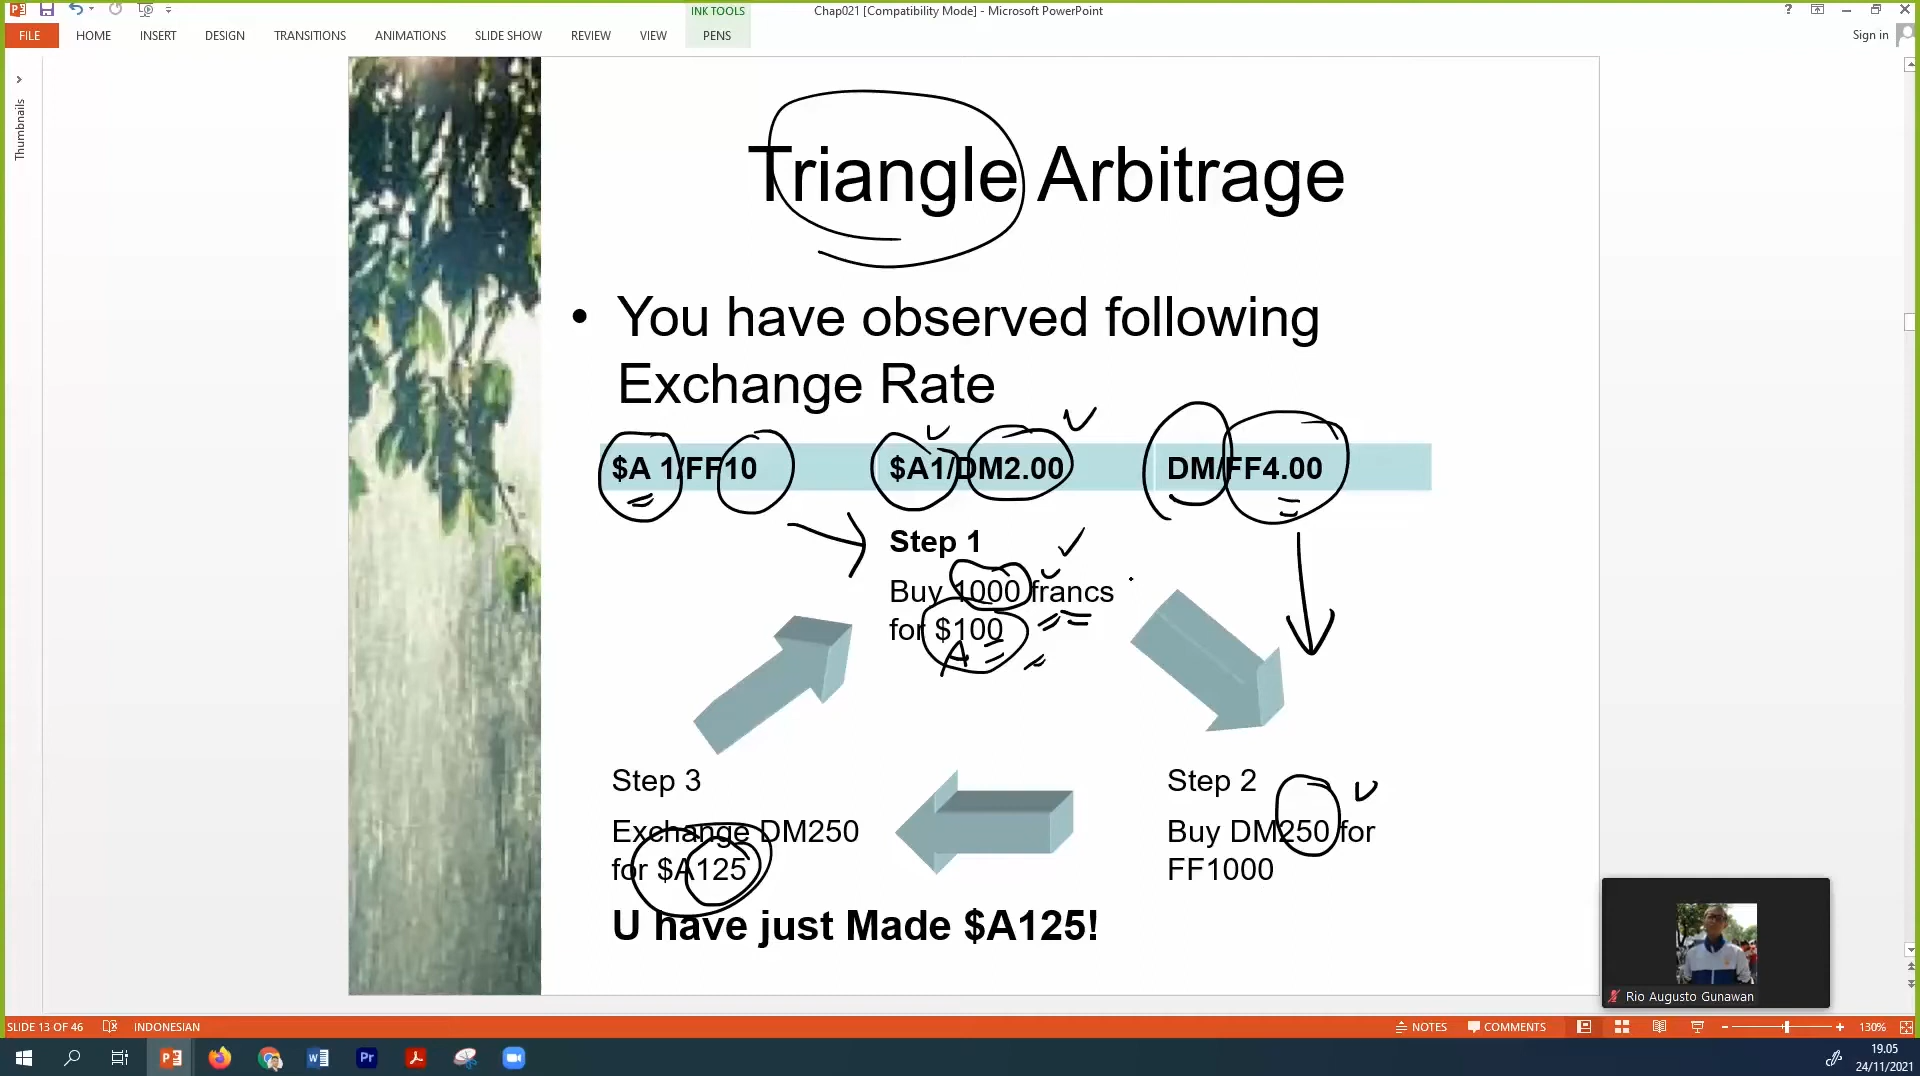 Chap021 [Compatibility Mode] - Microsoft PowerPoint
INK TOOLS
?
FILE HOME INSERT DESIGN TRANSITIONS ANIMATIONS SLIDE SHOW REVIEW VIEW PENS
Sign in
Thumbnails
Triangle Arbitrage
• You have observed following
Exchange Rate
$A 1/FF10 $A1/DM2.00 DM/FF4.00
Step 1
Buy 1000 francs
for $100
A
Step 3
Exchange DM250
for $A125
Step 2
Buy DM250 for
FF1000
U have just Made $A125!
Rio Augusto Gunawan
SLIDE 13 OF 46 INDONESIAN NOTES COMMENTS 130%
19.05
24/11/2021